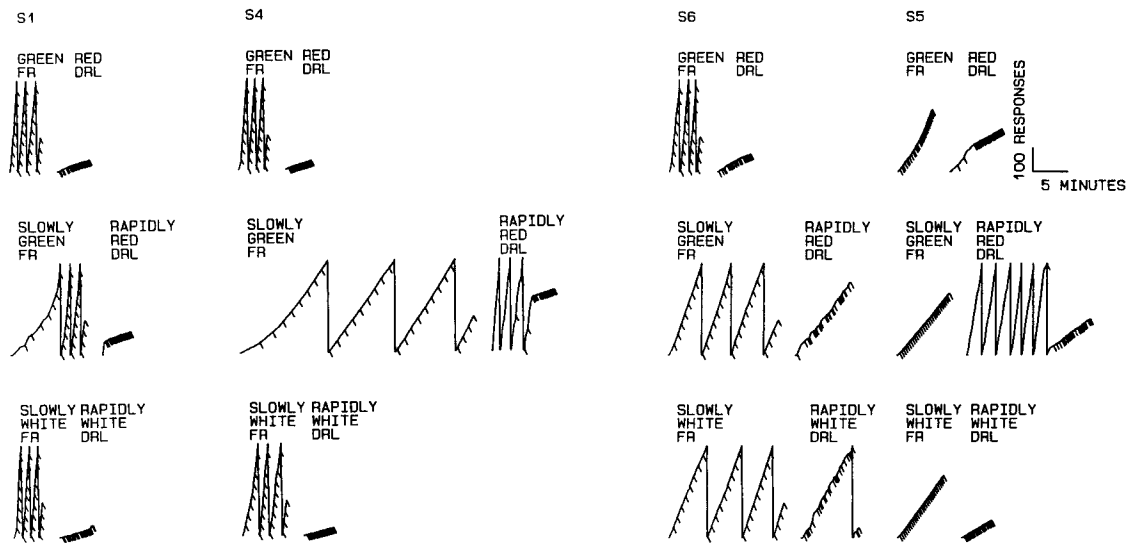 S1
S4
S6
S5
GREEN RED
FR DRL
GREEN RED
FR DRL
GREEN RED
FR DRL
GREEN RED
FR DRL
100 RESPONSES
5 MINUTES
SLOWLY RAPIDLY
GREEN RED
FR DRL
SLOWLY RAPIDLY
GREEN RED
FR DRL
SLOWLY RAPIDLY
GREEN RED
FR DRL
SLOWLY RAPIDLY
GREEN RED
FR DRL
SLOWLY RAPIDLY
WHITE WHITE
FR DRL
SLOWLY RAPIDLY
WHITE WHITE
FR DRL
SLOWLY RAPIDLY
WHITE WHITE
FR DRL
SLOWLY RAPIDLY
WHITE WHITE
FR DRL